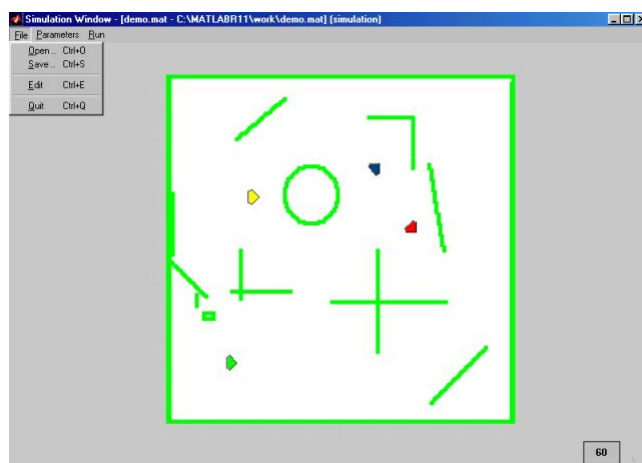 Simulation Window - [demo.mat - C:\MATLABR11\work\demo.mat] (simulation)
File Parameters Run
Open... Ctrl+O
Save... Ctrl+S
Edit Ctrl+E
Quit Ctrl+Q
60